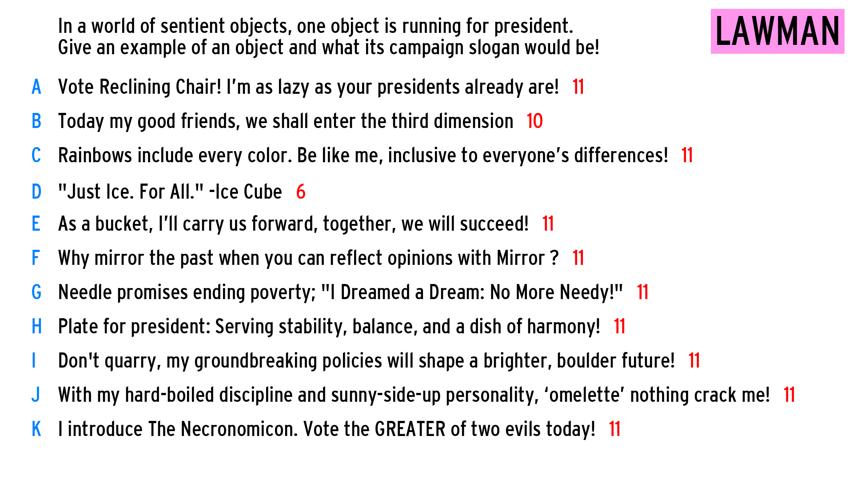 In a world of sentient objects, one object is running for president.
Give an example of an object and what its campaign slogan would be!
LAWMAN
A Vote Reclining Chair! I'm as lazy as your presidents already are! 11
B Today my good friends, we shall enter the third dimension 10
C Rainbows include every color. Be like me, inclusive to everyone's differences! 11
D "Just Ice. For All." -Ice Cube 6
E As a bucket, I'll carry us forward, together, we will succeed! 11
F Why mirror the past when you can reflect opinions with Mirror ? 11
G Needle promises ending poverty; "I Dreamed a Dream: No More Needy!" 11
H Plate for president: Serving stability, balance, and a dish of harmony! 11
I Don't quarry, my groundbreaking policies will shape a brighter, boulder future! 11
J With my hard-boiled discipline and sunny-side-up personality, ‘omelette’ nothing crack me! 11
K I introduce The Necronomicon. Vote the GREATER of two evils today! 11